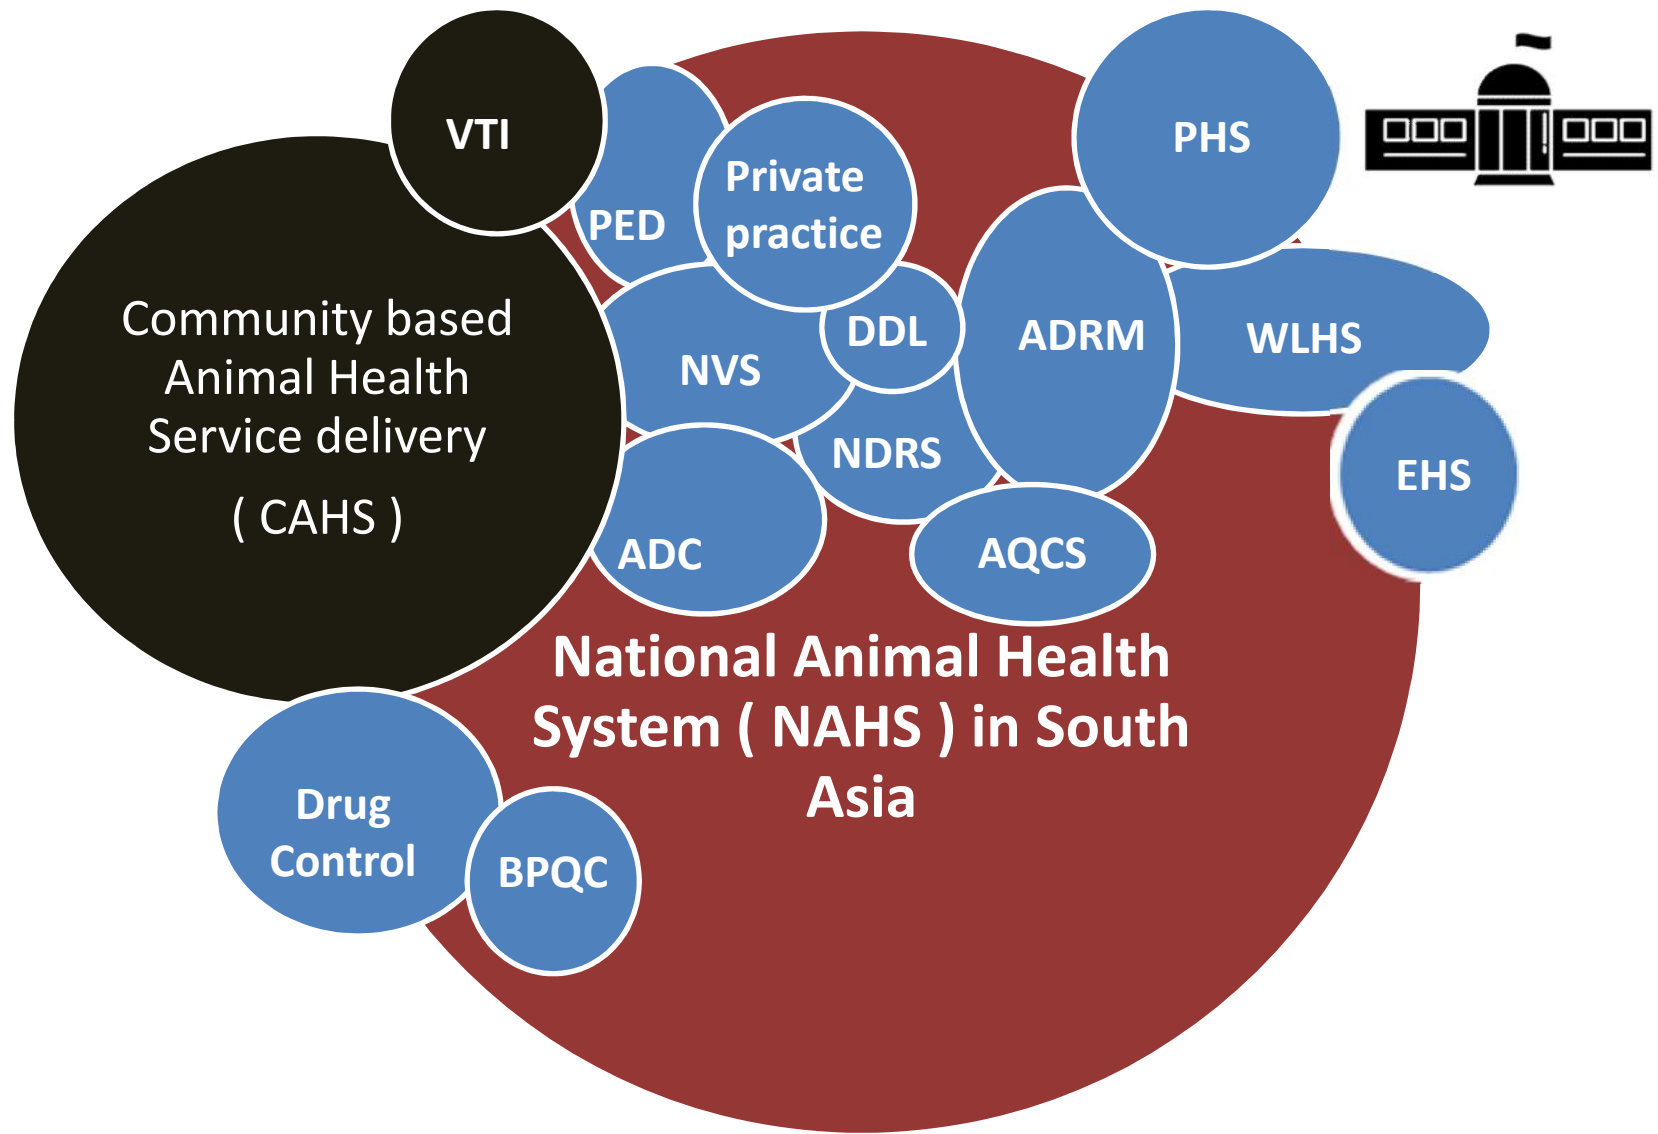 VTI
PED
Private
practice
PHS
Community based
Animal Health
Service delivery
( CAHS )
NVS
DDL
ADRM
WLHS
NDRS
EHS
ADC
AQCS
National Animal Health
System ( NAHS ) in South
Asia
Drug
Control
BPQC